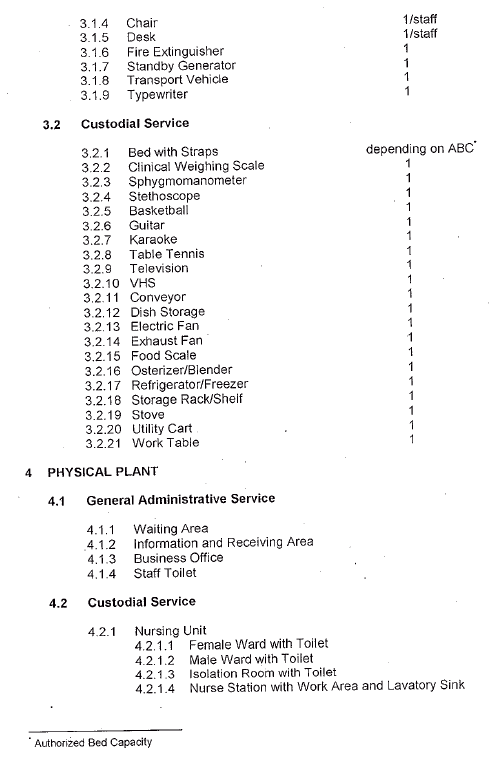 3.1.4 Chair 1/staff
3.1.5 Desk 1/staff
3.1.6 Fire Extinguisher 1
3.1.7 Standby Generator 1
3.1.8 Transport Vehicle 1
3.1.9 Typewriter 1
3.2 Custodial Service
3.2.1 Bed with Straps depending on ABC*
3.2.2 Clinical Weighing Scale 1
3.2.3 Sphygmomanometer 1
3.2.4 Stethoscope 1
3.2.5 Basketball 1
3.2.6 Guitar 1
3.2.7 Karaoke 1
3.2.8 Table Tennis 1
3.2.9 Television 1
3.2.10 VHS 1
3.2.11 Conveyor 1
3.2.12 Dish Storage 1
3.2.13 Electric Fan 1
3.2.14 Exhaust Fan 1
3.2.15 Food Scale 1
3.2.16 Osterizer/Blender 1
3.2.17 Refrigerator/Freezer 1
3.2.18 Storage Rack/Shelf 1
3.2.19 Stove 1
3.2.20 Utility Cart 1
3.2.21 Work Table 1
4 PHYSICAL PLANT
4.1 General Administrative Service
4.1.1 Waiting Area
4.1.2 Information and Receiving Area
4.1.3 Business Office
4.1.4 Staff Toilet
4.2 Custodial Service
4.2.1 Nursing Unit
4.2.1.1 Female Ward with Toilet
4.2.1.2 Male Ward with Toilet
4.2.1.3 Isolation Room with Toilet
4.2.1.4 Nurse Station with Work Area and Lavatory Sink
* Authorized Bed Capacity